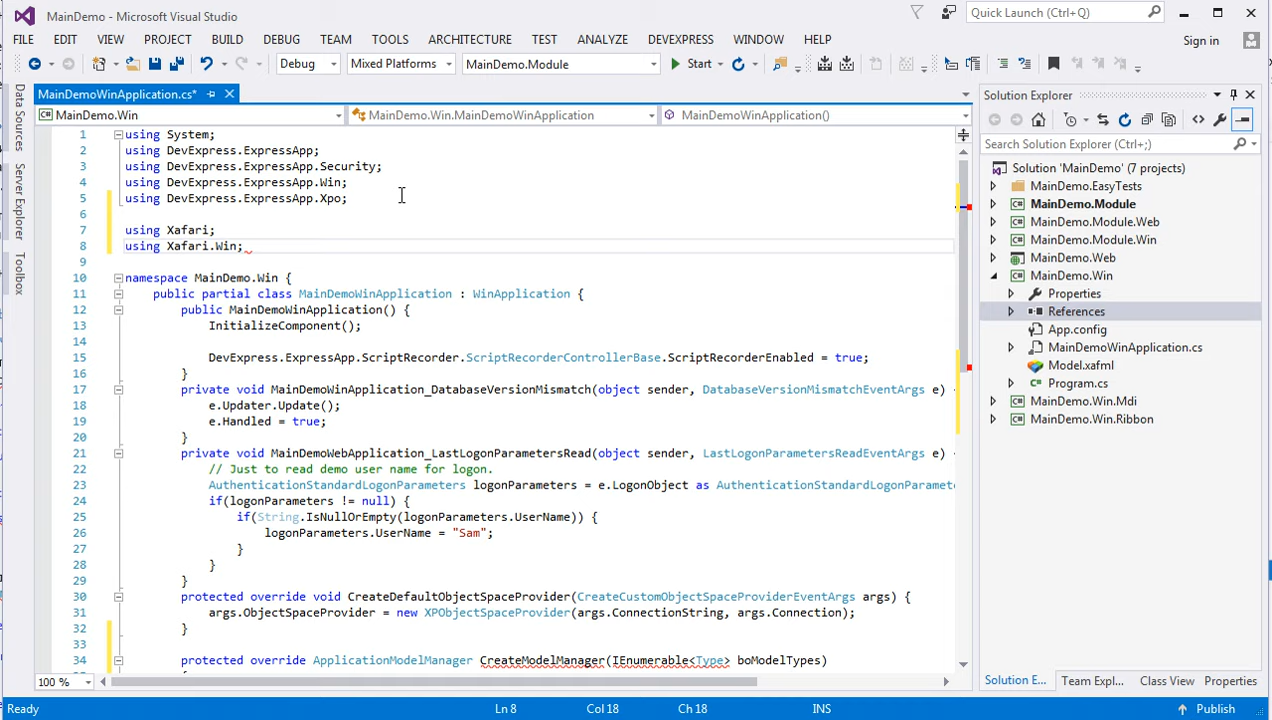 MainDemo - Microsoft Visual Studio
Quick Launch (Ctrl+Q)
FILE EDIT VIEW PROJECT BUILD DEBUG TEAM TOOLS ARCHITECTURE TEST ANALYZE DEVEXPRESS WINDOW HELP
Sign in
Debug Mixed Platforms MainDemo.Module Start
Data Sources
Server Explorer
Toolbox
MainDemoWinApplication.cs*
MainDemo.Win MainDemo.Win.MainDemoWinApplication MainDemoWinApplication()
1 using System;
2 using DevExpress.ExpressApp;
3 using DevExpress.ExpressApp.Security;
4 using DevExpress.ExpressApp.Win;
5 using DevExpress.ExpressApp.Xpo;
6
7 using Xafari;
8 using Xafari.Win;
9
10 namespace MainDemo.Win {
11 public partial class MainDemoWinApplication : WinApplication {
12 public MainDemoWinApplication() {
13 InitializeComponent();
14
15 DevExpress.ExpressApp.ScriptRecorder.ScriptRecorderControllerBase.ScriptRecorderEnabled = true;
16 }
17 private void MainDemoWinApplication_DatabaseVersionMismatch(object sender, DatabaseVersionMismatchEventArgs e)
18 e.Updater.Update();
19 e.Handled = true;
20 }
21 private void MainDemoWebApplication_LastLogonParametersRead(object sender, LastLogonParametersReadEventArgs e)
22 // Just to read demo user name for logon.
23 AuthenticationStandardLogonParameters logonParameters = e.LogonObject as AuthenticationStandardLogonParamete
24 if(logonParameters != null) {
25 if(String.IsNullOrEmpty(logonParameters.UserName)) {
26 logonParameters.UserName = "Sam";
27 }
28 }
29 }
30 protected override void CreateDefaultObjectSpaceProvider(CreateCustomObjectSpaceProviderEventArgs args) {
31 args.ObjectSpaceProvider = new XPObjectSpaceProvider(args.ConnectionString, args.Connection);
32 }
33
34 protected override ApplicationModelManager CreateModelManager(IEnumerable<Type> boModelTypes)
100 %
Solution Explorer
Search Solution Explorer (Ctrl+;)
Solution 'MainDemo' (7 projects)
MainDemo.EasyTests
MainDemo.Module
MainDemo.Module.Web
MainDemo.Module.Win
MainDemo.Web
MainDemo.Win
Properties
References
App.config
MainDemoWinApplication.cs
Model.xafml
Program.cs
MainDemo.Win.Mdi
MainDemo.Win.Ribbon
Solution E... Team Expl... Class View Properties
Ready Ln 8 Col 18 Ch 18 INS Publish